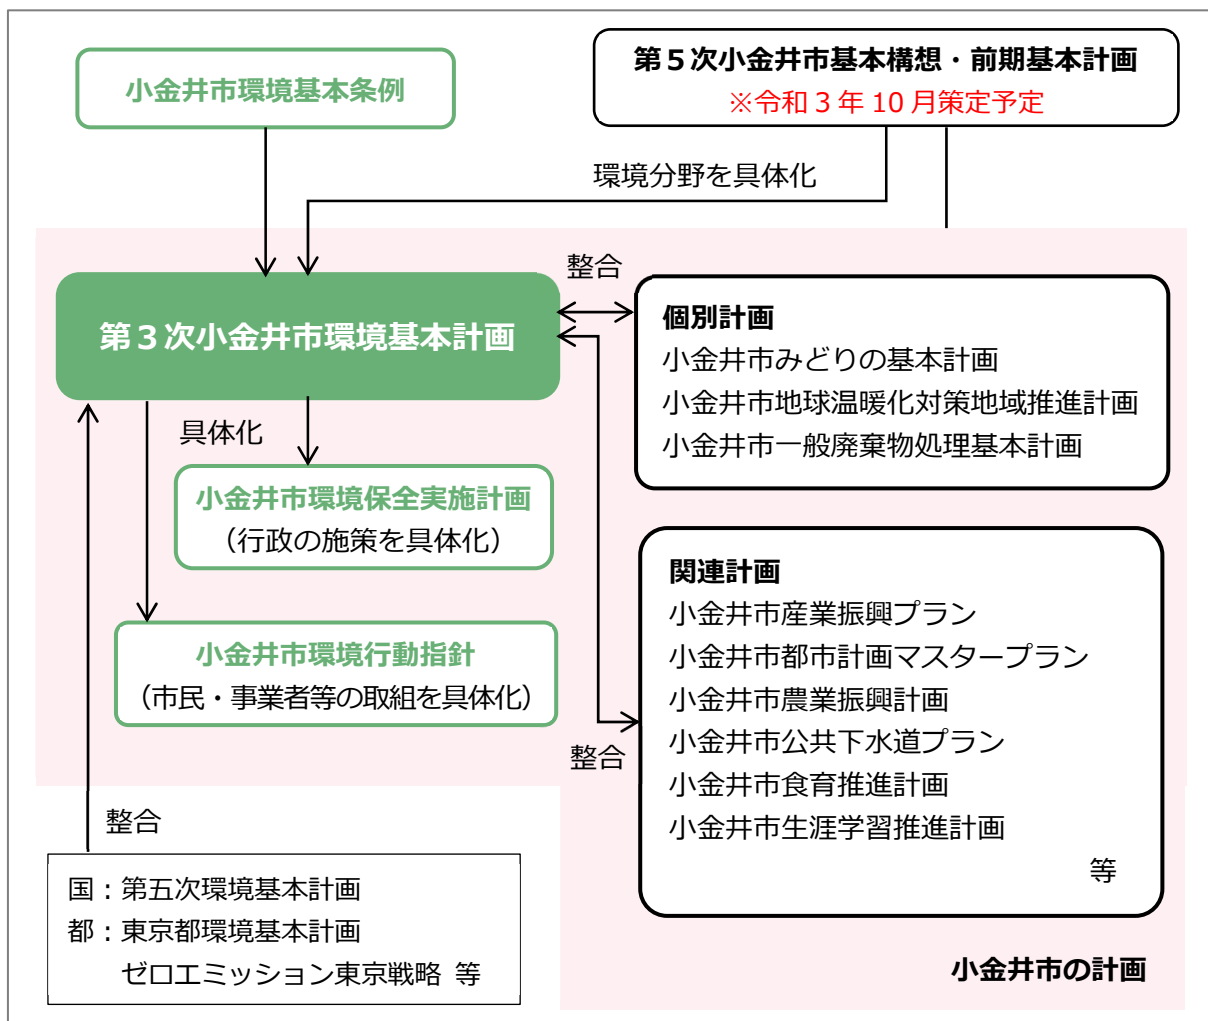 小金井市環境基本条例
第５次小金井市基本構想・前期基本計画
※令和 3 年 10 月策定予定
環境分野を具体化
第３次小金井市環境基本計画
整合
個別計画
小金井市みどりの基本計画
小金井市地球温暖化対策地域推進計画
小金井市一般廃棄物処理基本計画
具体化
小金井市環境保全実施計画
（行政の施策を具体化）
小金井市環境行動指針
（市民・事業者等の取組を具体化）
整合
関連計画
小金井市産業振興プラン
小金井市都市計画マスタープラン
小金井市農業振興計画
小金井市公共下水道プラン
小金井市食育推進計画
小金井市生涯学習推進計画
等
整合
国：第五次環境基本計画
都：東京都環境基本計画
ゼロエミッション東京戦略 等
小金井市の計画